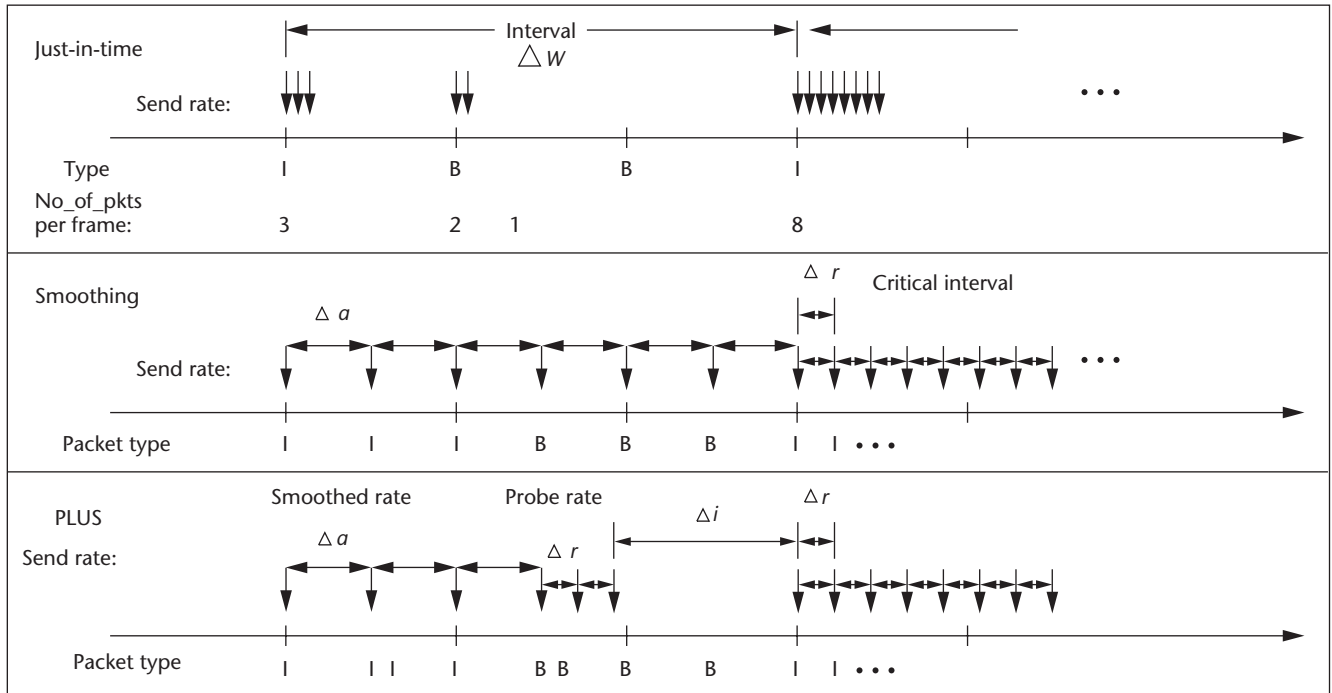 Just-in-time
Interval
△ W
Send rate:
• • •
Type I B B I
No_of_pkts
per frame: 3 2 1 8
Smoothing
△ a
△ r
Critical interval
Send rate:
• • •
Packet type I I I B B B I I • • •
PLUS
Smoothed rate
Probe rate
△ i
△ r
Send rate:
△ a
△ r
Packet type I I I I B B B B I I • • •